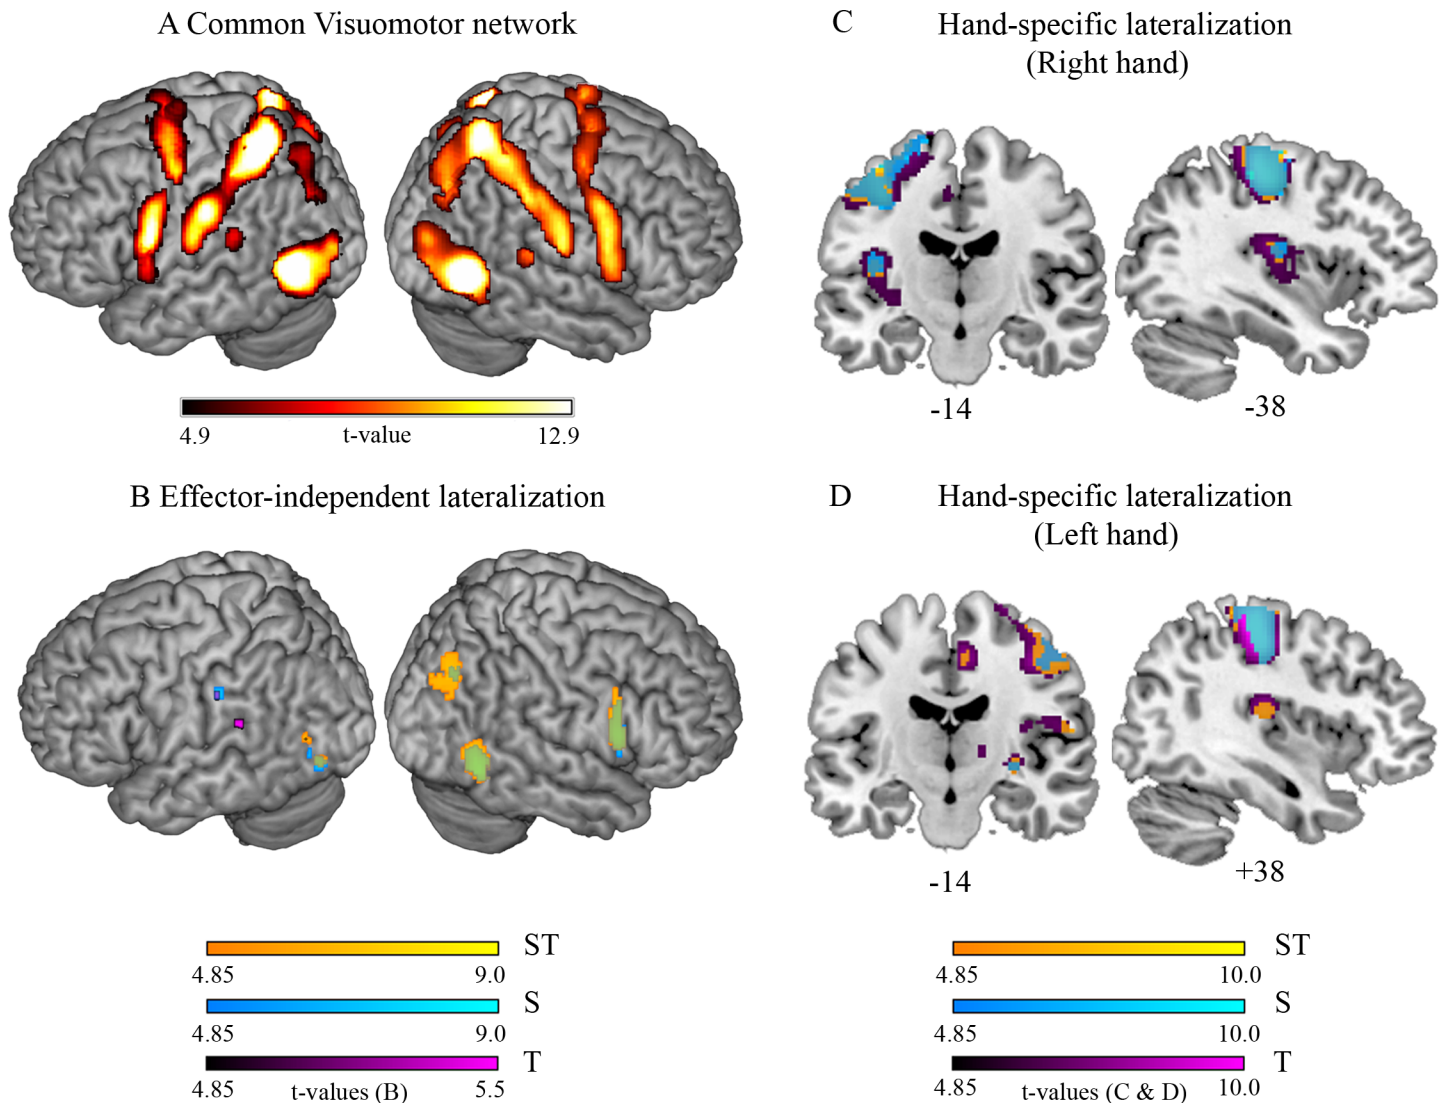 A Common Visuomotor network
4.9
t-value
12.9
B Effector-independent lateralization
ST
4.85
9.0
S
4.85
9.0
T
4.85
t-values (B)
5.5
C
Hand-specific lateralization
(Right hand)
-14
-38
D
Hand-specific lateralization
(Left hand)
-14
+38
ST
4.85
10.0
S
4.85
10.0
T
4.85
t-values (C & D)
10.0